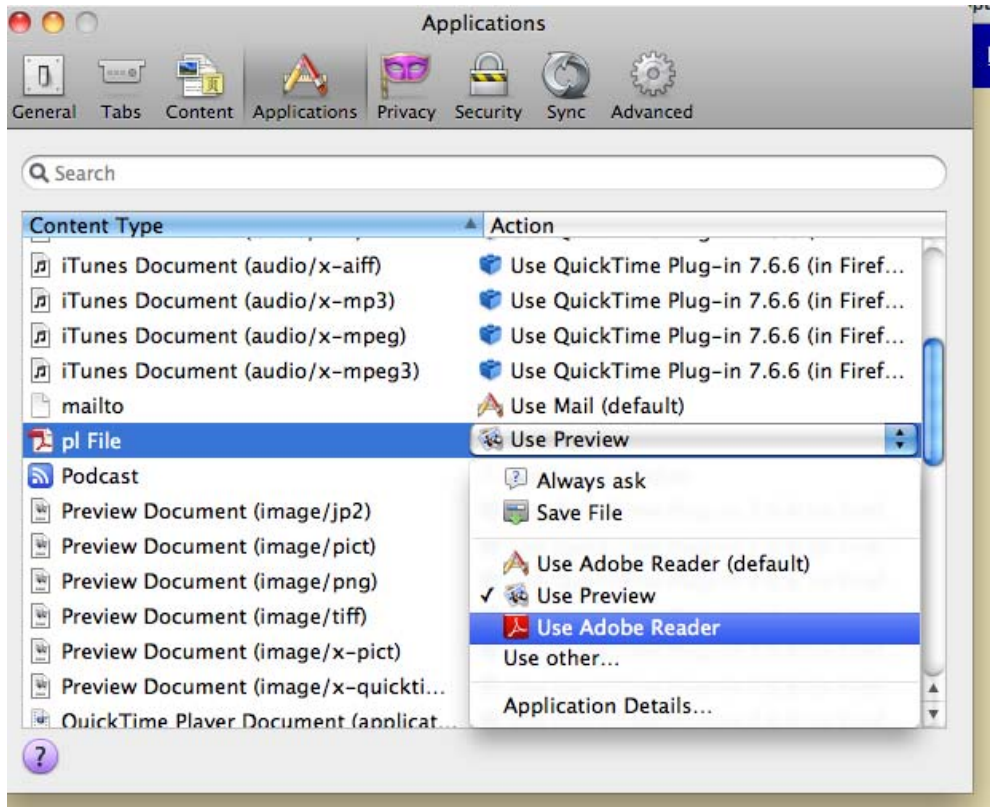 Applications
General Tabs Content Applications Privacy Security Sync Advanced
Search
Content Type Action
iTunes Document (audio/x-aiff) Use QuickTime Plug-in 7.6.6 (in Firef...
iTunes Document (audio/x-mp3) Use QuickTime Plug-in 7.6.6 (in Firef...
iTunes Document (audio/x-mpeg) Use QuickTime Plug-in 7.6.6 (in Firef...
iTunes Document (audio/x-mpeg3) Use QuickTime Plug-in 7.6.6 (in Firef...
mailto Use Mail (default)
pl File Use Preview
Podcast
Always ask
Preview Document (image/jp2)
Save File
Preview Document (image/pict)
Preview Document (image/png)
Use Adobe Reader (default)
Preview Document (image/tiff)
✓ Use Preview
Preview Document (image/x-pict)
Use Adobe Reader
Preview Document (image/x-quickti...
Use other...
QuickTime Player Document (applicat...
Application Details...
?